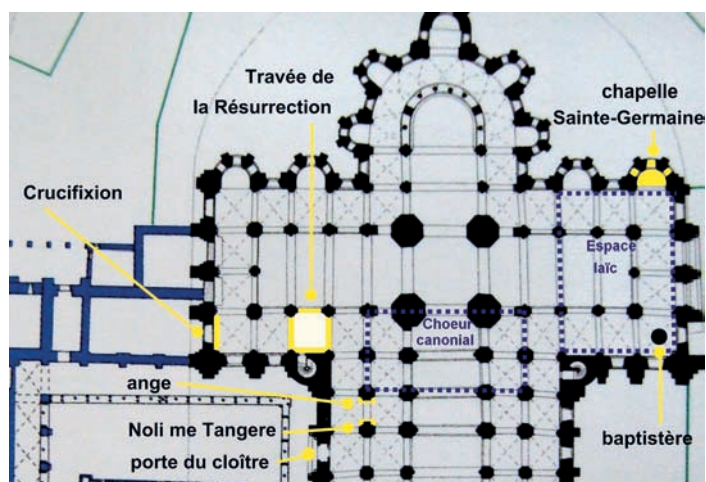 Travée de
la Résurrection
chapelle
Sainte-Germaine
Crucifixion
Espace
laïc
Choeur
canonial
ange
Noli me Tangere
porte du cloître
baptistère